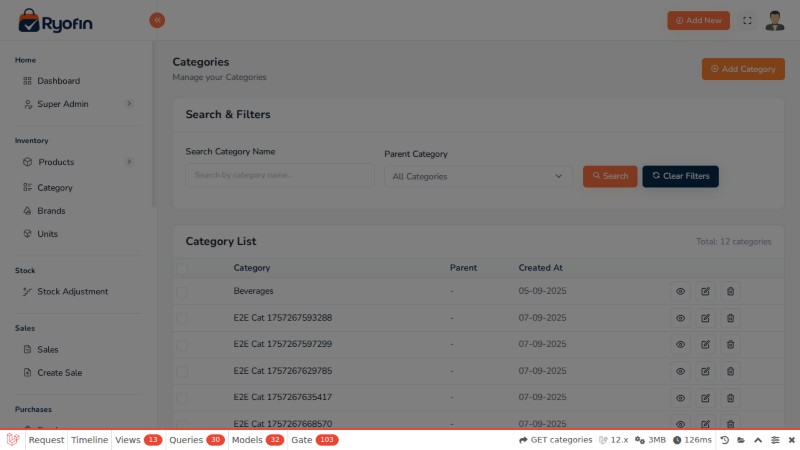 Ryofin
Add New
Home
Dashboard
Super Admin
Inventory
Products
Category
Brands
Units
Stock
Stock Adjustment
Sales
Sales
Create Sale
Purchases
Categories
Manage your Categories
Add Category
Search & Filters
Search Category Name
Search by category name...
Parent Category
All Categories
Search
Clear Filters
Category List
Total: 12 categories
Category Parent Created At
Beverages - 05-09-2025
E2E Cat 1757267593288 - 07-09-2025
E2E Cat 1757267597299 - 07-09-2025
E2E Cat 1757267629785 - 07-09-2025
E2E Cat 1757267635417 - 07-09-2025
E2E Cat 1757267668570 - 07-09-2025
Request Timeline Views 13 Queries 30 Models 32 Gate 103 GET categories 12.x 3MB 126ms